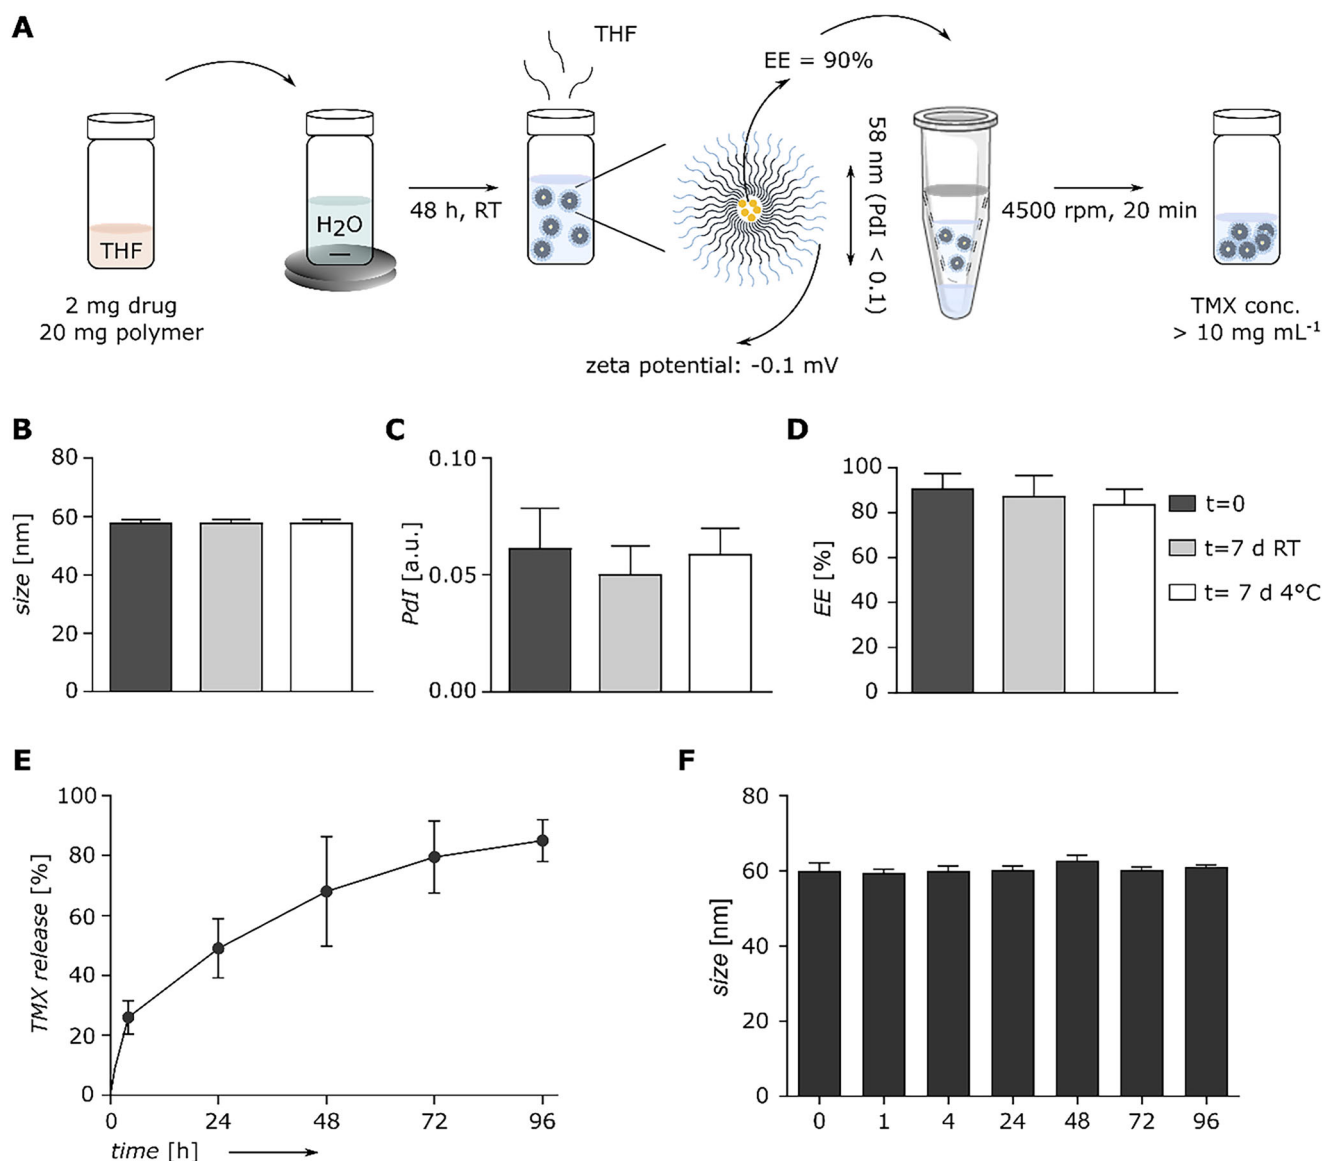 A
THF
EE = 90%
THF
H2O
48 h, RT
58 nm (PdI < 0.1)
4500 rpm, 20 min
2 mg drug
20 mg polymer
TMX conc.
> 10 mg mL-1
zeta potential: -0.1 mV
B
size [nm]
80
60
40
20
0
C
PdI [a.u.]
0.10
0.05
0.00
D
EE [%]
100
80
60
40
20
0
t=0
t=7 d RT
t= 7 d 4°C
E
TMX release [%]
100
80
60
40
20
0
0 24 48 72 96
time [h]
F
size [nm]
80
60
40
20
0
0 1 4 24 48 72 96